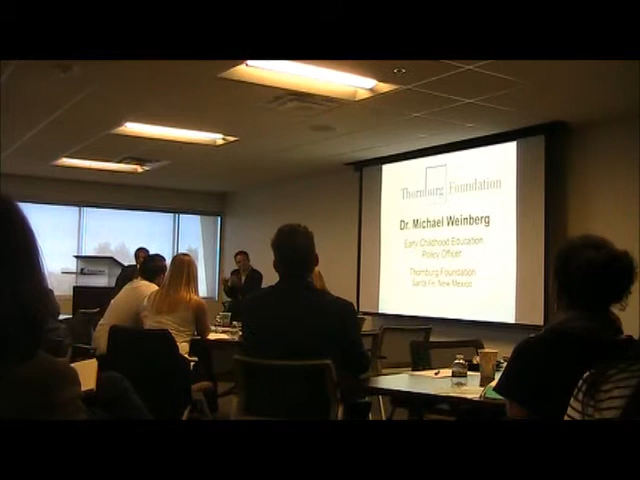 Thornburg Foundation
Dr. Michael Weinberg
Early Childhood Education
Policy Officer
Thornburg Foundation
Santa Fe, New Mexico